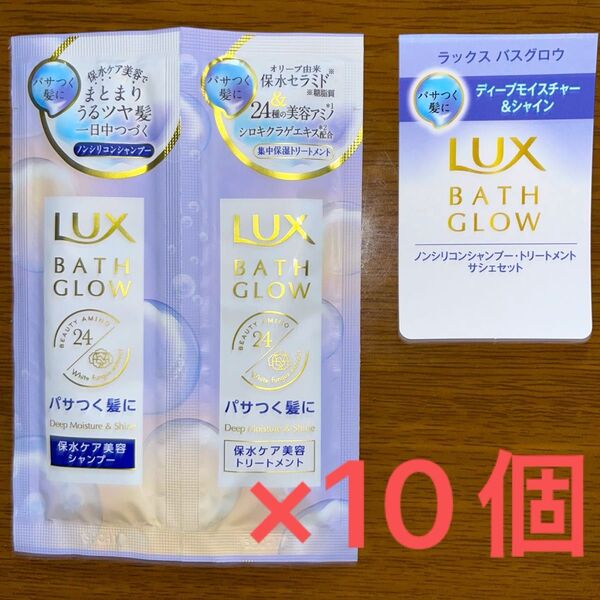 パサつく
髪に
保水ケア美容で
まとまり
うるツヤ髪
一日中つづく
ノンシリコンシャンプー
LUX
BATH
GLOW
BEAUTY AMINO
24
パサつく髪に
Deep Moisture & Shine
保水ケア美容
シャンプー
パサつく
髪に
オリーブ由来
保水セラミド※
※糖脂質
&
24種の美容アミノ
シロキクラゲエキス配合
集中保湿トリートメント
LUX
BATH
GLOW
BEAUTY AMINO
24
パサつく髪に
Deep Moisture & Shine
保水ケア美容
トリートメント
ラックス バスグロウ
パサつく
髪に
ディープモイスチャー
&シャイン
LUX
BATH
GLOW
ノンシリコンシャンプー・トリートメント
サシェセット
×10個